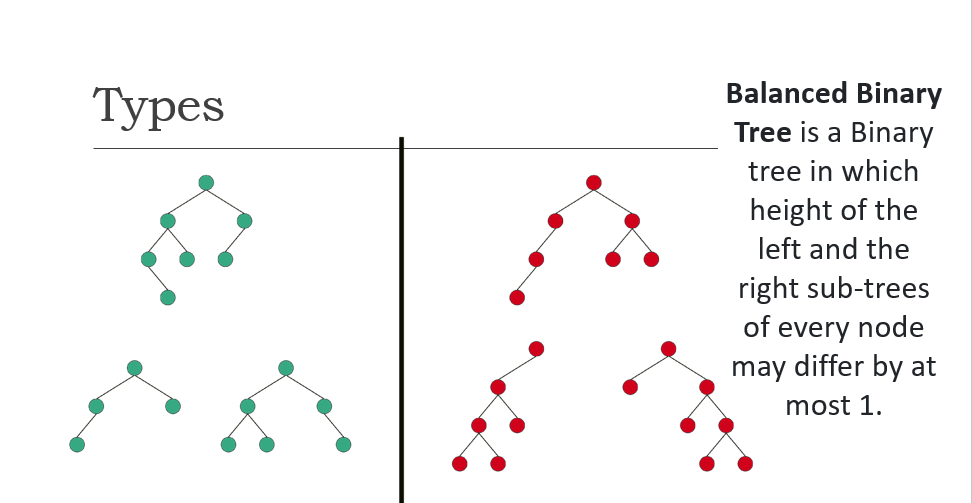 Types
Balanced Binary
Tree is a Binary
tree in which
height of the
left and the
right sub-trees
of every node
may differ by at
most 1.